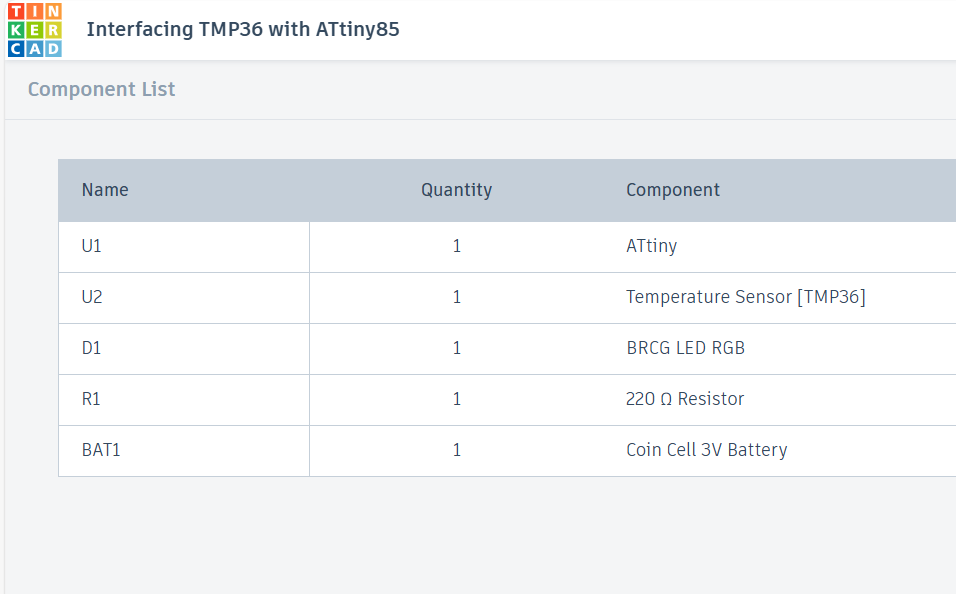 TIN
KER
CAD
Interfacing TMP36 with ATtiny85
Component List
Name Quantity Component
U1 1 ATtiny
U2 1 Temperature Sensor [TMP36]
D1 1 BRCG LED RGB
R1 1 220 Ω Resistor
BAT1 1 Coin Cell 3V Battery